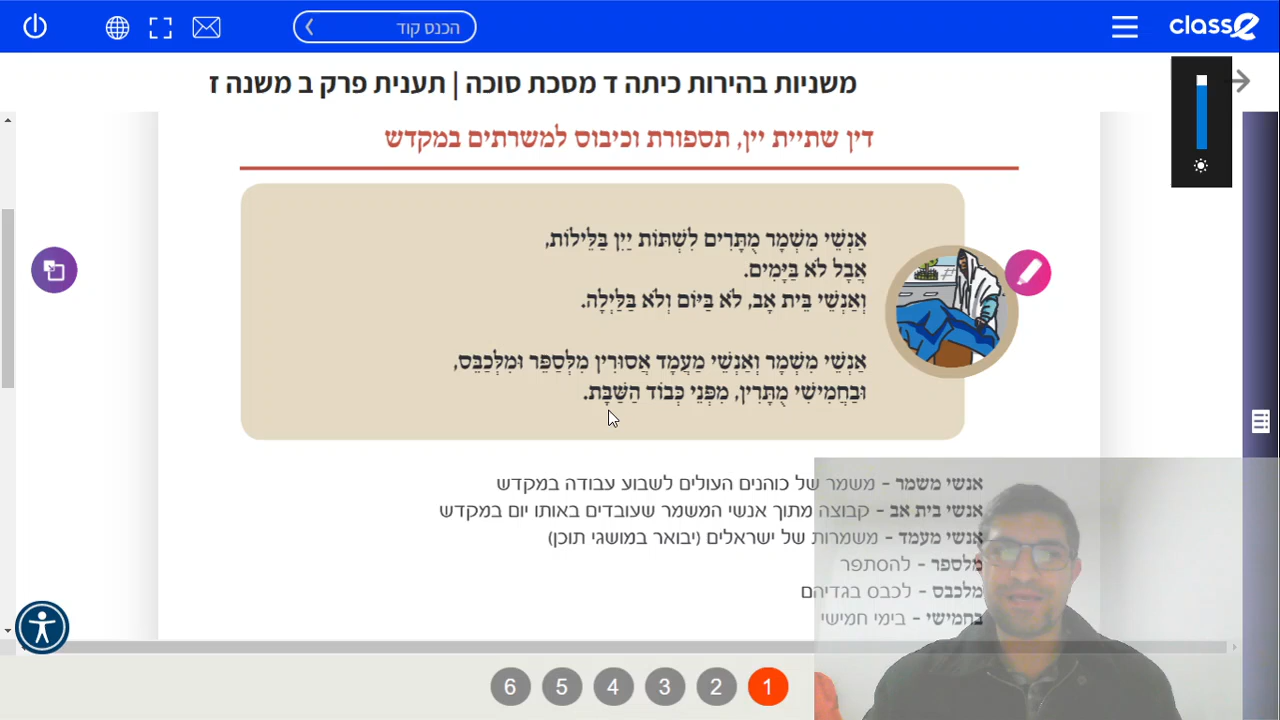 classE
הכנס קוד
משניות בהירות כיתה ד מסכת סוכה | תענית פרק ב משנה ז
דין שתיית יין, תספורת וכיבוס למשרתים במקדש
אַנְשֵׁי מִשְׁמָר מֻתָּרִים לִשְׁתּוֹת יַיִן בַּלֵּילוֹת,
אֲבָל לֹא בַּיָּמִים.
וְאַנְשֵׁי בֵּית אָב, לֹא בַּיּוֹם וְלֹא בַּלַּיְלָה.
אַנְשֵׁי מִשְׁמָר וְאַנְשֵׁי מַעֲמָד אֲסוּרִין מִלְּסַפֵּר וּמִלְּכַבֵּס,
וּבַחֲמִישִׁי מֻתָּרִין, מִפְּנֵי כְּבוֹד הַשַּׁבָּת.
אנשי משמר - משמר של כוהנים העולים לשבוע עבודה במקדש
אנשי בית אב - קבוצה מתוך אנשי המשמר שעובדים באותו יום במקדש
אנשי מעמד - משמרות של ישראלים (יבואר במושגי תוכן)
מלספר - להסתפר
מלכבס - לכבס בגדיהם
בחמישי - בימי חמישי
1 2 3 4 5 6